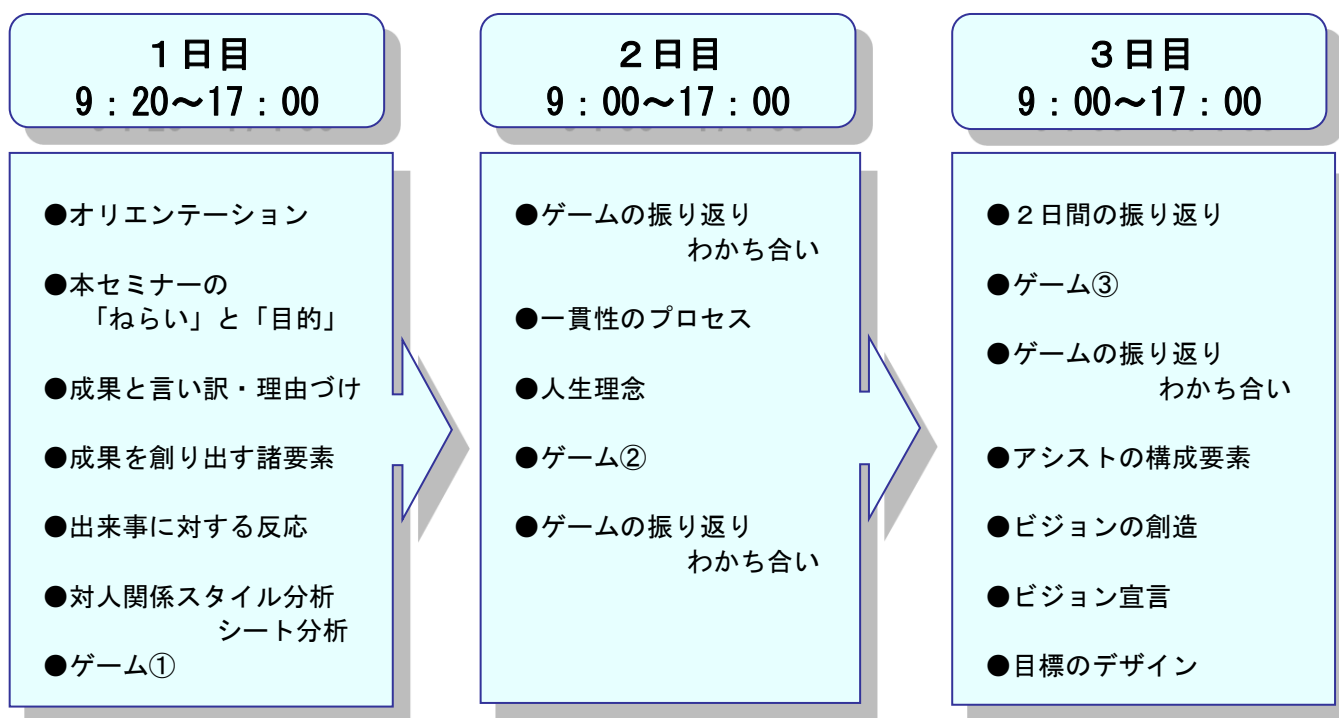 1日目
9:20～17:00
●オリエンテーション
●本セミナーの
「ねらい」と「目的」
●成果と言い訳・理由づけ
●成果を創り出す諸要素
●出来事に対する反応
●対人関係スタイル分析
シート分析
●ゲーム①
2日目
9:00～17:00
●ゲームの振り返り
わかち合い
●一貫性のプロセス
●人生理念
●ゲーム②
●ゲームの振り返り
わかち合い
3日目
9:00～17:00
●2日間の振り返り
●ゲーム③
●ゲームの振り返り
わかち合い
●アシストの構成要素
●ビジョンの創造
●ビジョン宣言
●目標のデザイン